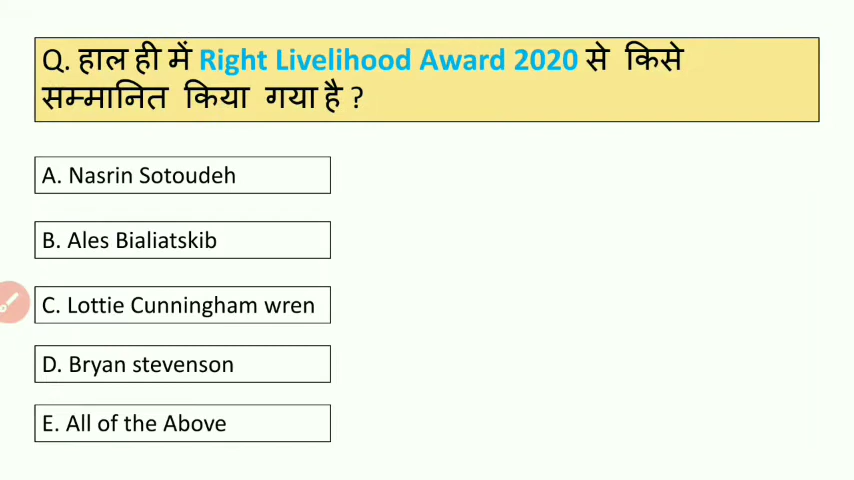 Q. हाल ही में Right Livelihood Award 2020 से किसे
सम्मानित किया गया है ?
A. Nasrin Sotoudeh
B. Ales Bialiatskib
C. Lottie Cunningham wren
D. Bryan stevenson
E. All of the Above